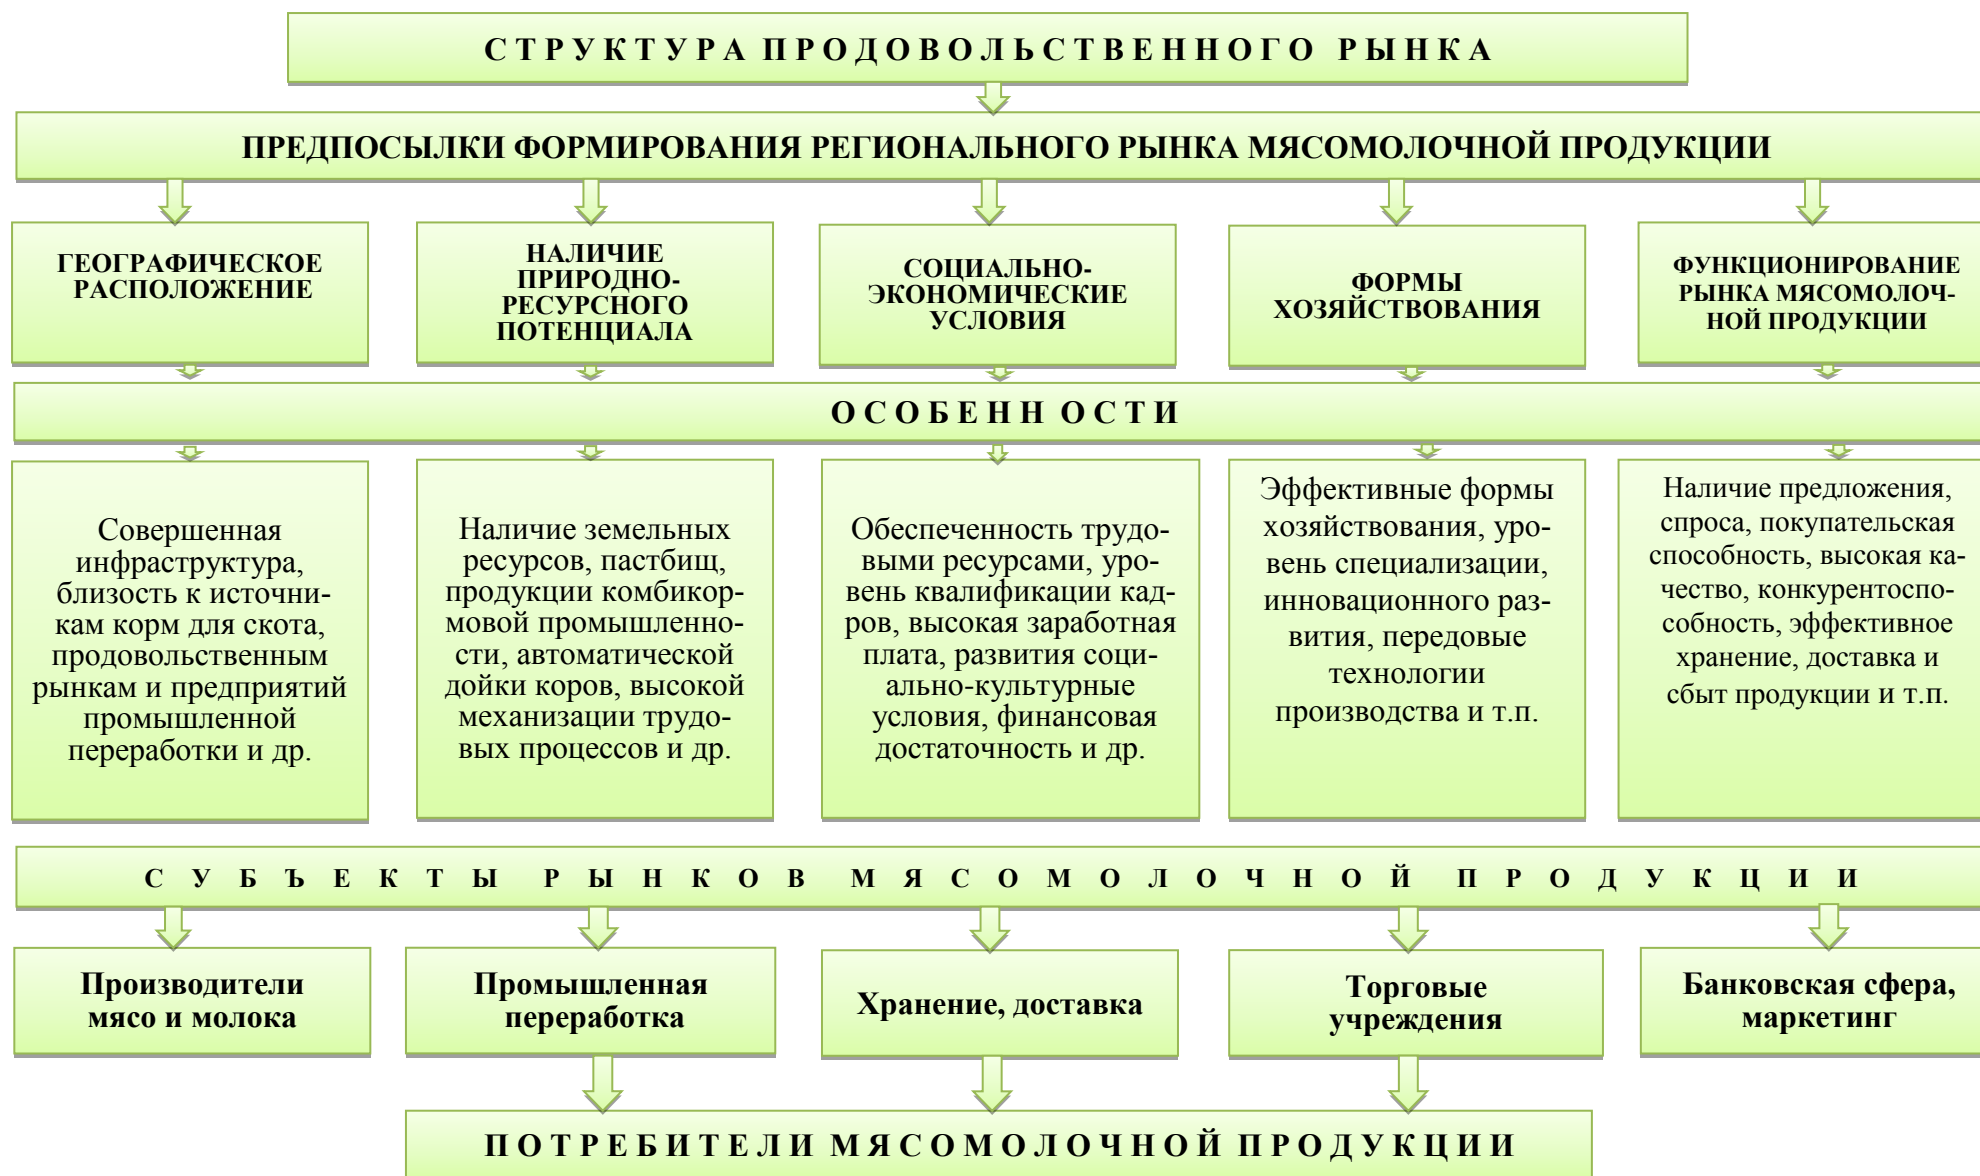 СТРУКТУРА ПРОДОВОЛЬСТВЕННОГО РЫНКА
ПРЕДПОСЫЛКИ ФОРМИРОВАНИЯ РЕГИОНАЛЬНОГО РЫНКА МЯСОМОЛОЧНОЙ ПРОДУКЦИИ
ГЕОГРАФИЧЕСКОЕ
РАСПОЛОЖЕНИЕ
НАЛИЧИЕ
ПРИРОДНО-
РЕСУРСНОГО
ПОТЕНЦИАЛА
СОЦИАЛЬНО-
ЭКОНОМИЧЕСКИЕ
УСЛОВИЯ
ФОРМЫ
ХОЗЯЙСТВОВАНИЯ
ФУНКЦИОНИРОВАНИЕ
РЫНКА МЯСОМОЛОЧ-
НОЙ ПРОДУКЦИИ
ОСОБЕННОСТИ
Совершенная
инфраструктура,
близость к источни-
кам корм для скота,
продовольственным
рынкам и предприятий
промышленной
переработки и др.
Наличие земельных
ресурсов, пастбищ,
продукции комбикор-
мовой промышленно-
сти, автоматической
дойки коров, высокой
механизации трудо-
вых процессов и др.
Обеспеченность трудо-
выми ресурсами, уро-
вень квалификации кад-
ров, высокая заработная
плата, развития соци-
ально-культурные
условия, финансовая
достаточность и др.
Эффективные формы
хозяйствования, уро-
вень специализации,
инновационного раз-
вития, передовые
технологии
производства и т.п.
Наличие предложения,
спроса, покупательская
способность, высокая ка-
чество, конкурентоспо-
собность, эффективное
хранение, доставка и
сбыт продукции и т.п.
СУБЪЕКТЫ РЫНКОВ МЯСОМОЛОЧНОЙ ПРОДУКЦИИ
Производители
мясо и молока
Промышленная
переработка
Хранение, доставка
Торговые
учреждения
Банковская сфера,
маркетинг
ПОТРЕБИТЕЛИ МЯСОМОЛОЧНОЙ ПРОДУКЦИИ